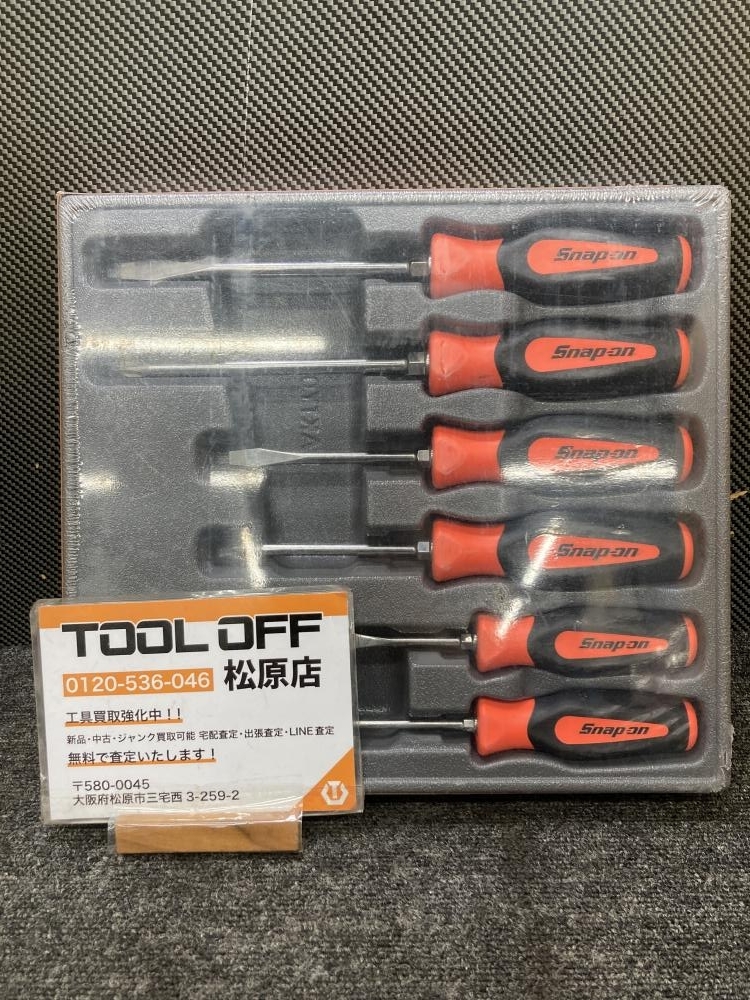 Snap-on
Snap-on
Snap-on
Snap-on
Snap-on
Snap-on
TOOL OFF
0120-536-046 松原店
工具買取強化中！！
新品・中古・ジャンク買取可能 宅配査定・出張査定・LINE査定
無料で査定いたします！
〒580-0045
大阪府松原市三宅西 3-259-2